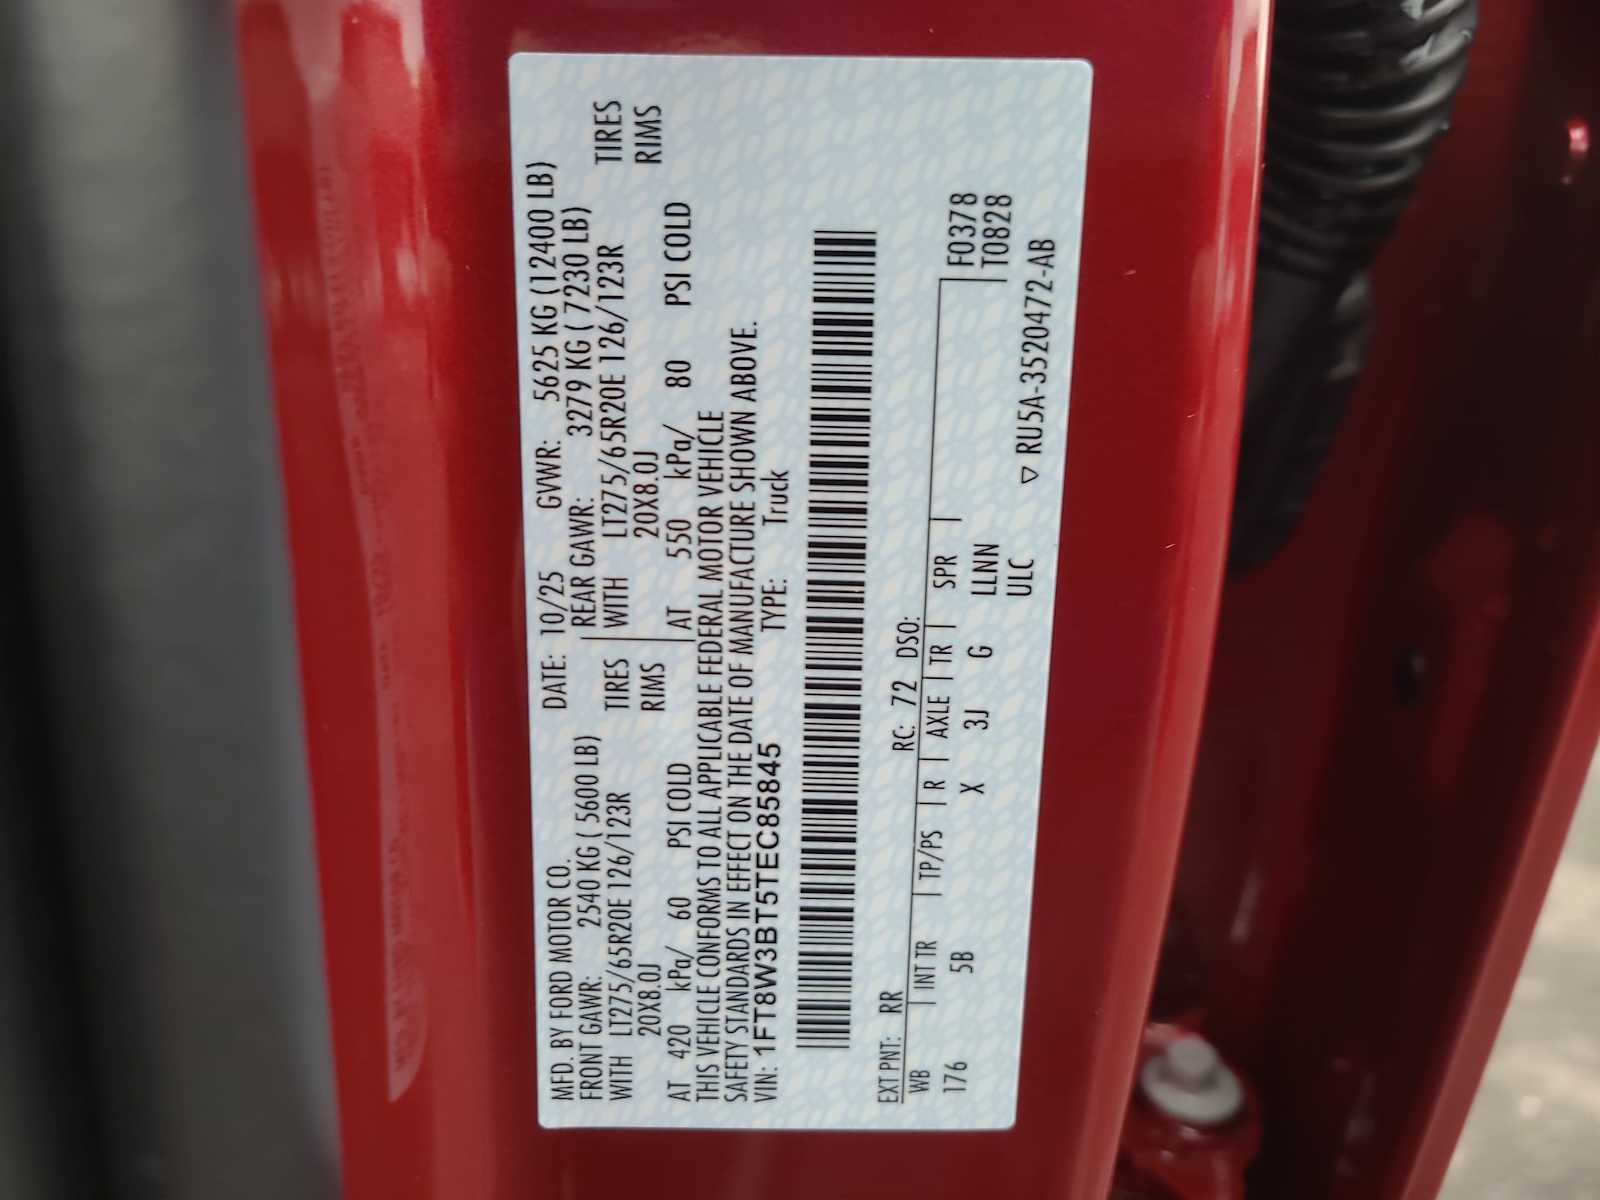 MFD. BY FORD MOTOR CO. DATE: 10/25 GVWR: 5625 KG (12400 LB)
FRONT GAWR: 2540 KG ( 5600 LB) REAR GAWR: 3279 KG ( 7230 LB)
WITH LT275/65R20E 126/123R TIRES WITH LT275/65R20E 126/123R TIRES
20X8.0J RIMS 20X8.0J RIMS
AT 420 kPa/ 60 PSI COLD AT 550 kPa/ 80 PSI COLD
THIS VEHICLE CONFORMS TO ALL APPLICABLE FEDERAL MOTOR VEHICLE
SAFETY STANDARDS IN EFFECT ON THE DATE OF MANUFACTURE SHOWN ABOVE.
VIN: 1FT8W3BT5TEC85845 TYPE: Truck
EXT PNT: RR RC: 72 DSO:
WB INT TR TP/PS R AXLE TR SPR F0378
176 5B X 3J G LLNN T0828
ULC ▽ RU5A-3520472-AB